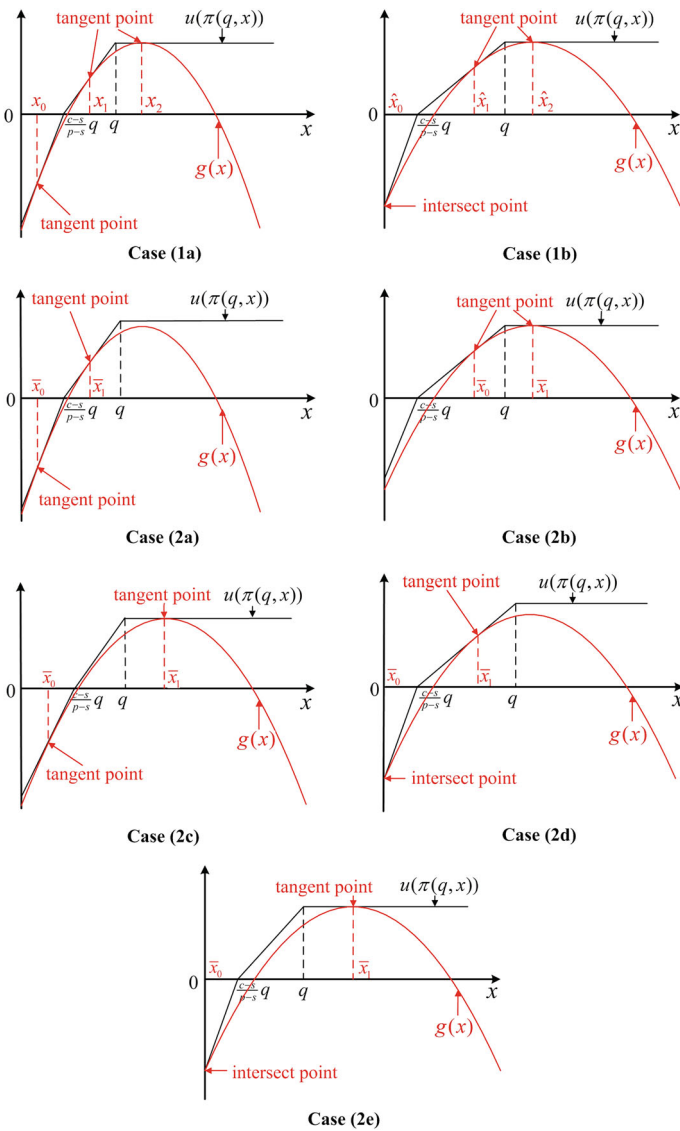 tangent point u(π(q,x)) tangent point u(π(q,x))
x₀ x₁ q x₂ x̂₀ x̂₁ q x̂₂
0 (c−s)/(p−s) q x 0 (c−s)/(p−s) q x
g(x) g(x)
tangent point intersect point
Case (1a) Case (1b)
tangent point u(π(q,x)) tangent point u(π(q,x))
x̅₀ x̅₁ x̅₀ x̅₁
0 (c−s)/(p−s) q q x 0 (c−s)/(p−s) q q x
g(x) g(x)
tangent point
Case (2a) Case (2b)
tangent point u(π(q,x)) tangent point u(π(q,x))
x̅₀ x̅₁ x̅₀ x̅₁
0 (c−s)/(p−s) q q x 0 (c−s)/(p−s) q q x
g(x) g(x)
tangent point intersect point
Case (2c) Case (2d)
tangent point u(π(q,x))
x̅₀ x̅₁
0 (c−s)/(p−s) q q x
g(x)
intersect point
Case (2e)